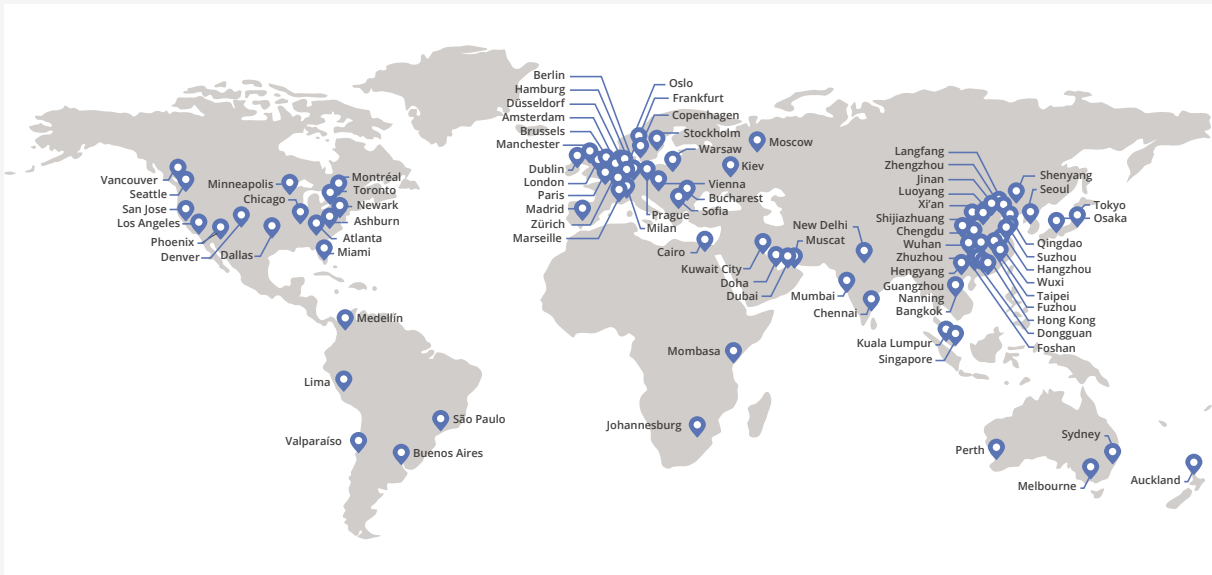 Vancouver
Seattle
San Jose
Los Angeles
Phoenix
Denver
Dallas
Minneapolis
Chicago
Montréal
Toronto
Newark
Ashburn
Atlanta
Miami
Medellín
Lima
São Paulo
Valparaíso
Buenos Aires
Berlin
Hamburg
Düsseldorf
Amsterdam
Brussels
Manchester
Dublin
London
Paris
Madrid
Zürich
Marseille
Oslo
Frankfurt
Copenhagen
Stockholm
Warsaw
Moscow
Kiev
Vienna
Bucharest
Sofia
Prague
Milan
Cairo
Kuwait City
Doha
Dubai
New Delhi
Muscat
Mumbai
Chennai
Mombasa
Johannesburg
Langfang
Zhengzhou
Jinan
Luoyang
Xi'an
Shijiazhuang
Chengdu
Wuhan
Zhuzhou
Hengyang
Guangzhou
Nanning
Bangkok
Kuala Lumpur
Singapore
Shenyang
Seoul
Tokyo
Osaka
Qingdao
Suzhou
Hangzhou
Wuxi
Taipei
Fuzhou
Hong Kong
Dongguan
Foshan
Perth
Sydney
Melbourne
Auckland